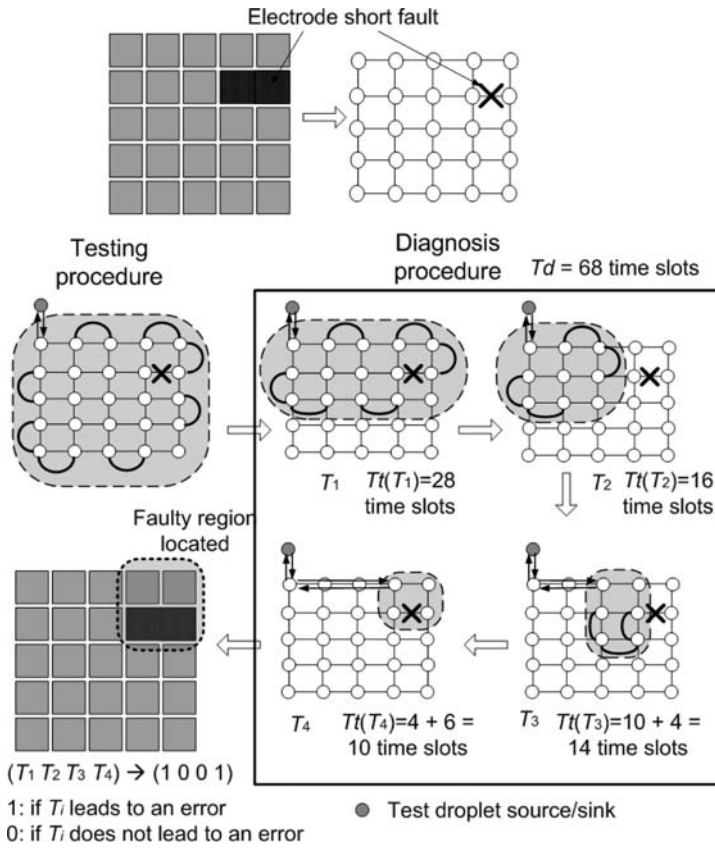 Electrode short fault
Testing
procedure
Diagnosis
procedure
Td = 68 time slots
T1
Tt(T1)=28
time slots
T2
Tt(T2)=16
time slots
Faulty region
located
T4
Tt(T4)=4 + 6 =
10 time slots
T3
Tt(T3)=10 + 4 =
14 time slots
(T1 T2 T3 T4) → (1 0 0 1)
1: if Ti leads to an error
0: if Ti does not lead to an error
Test droplet source/sink